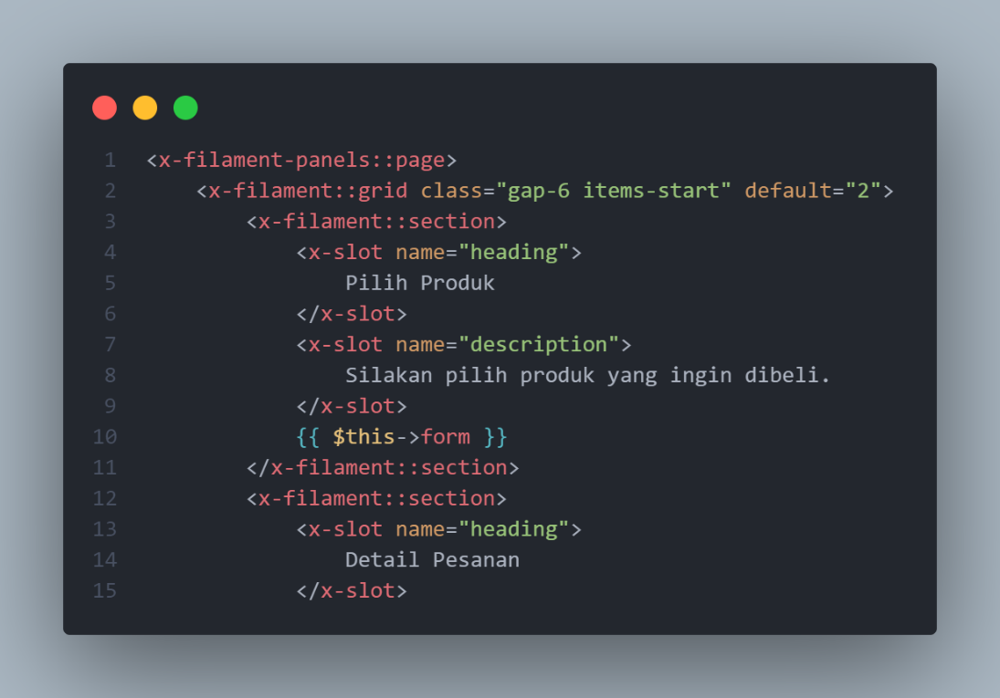 1 <x-filament-panels::page>
2     <x-filament::grid class="gap-6 items-start" default="2">
3         <x-filament::section>
4             <x-slot name="heading">
5                 Pilih Produk
6             </x-slot>
7             <x-slot name="description">
8                 Silakan pilih produk yang ingin dibeli.
9             </x-slot>
10             {{ $this->form }}
11         </x-filament::section>
12         <x-filament::section>
13             <x-slot name="heading">
14                 Detail Pesanan
15             </x-slot>